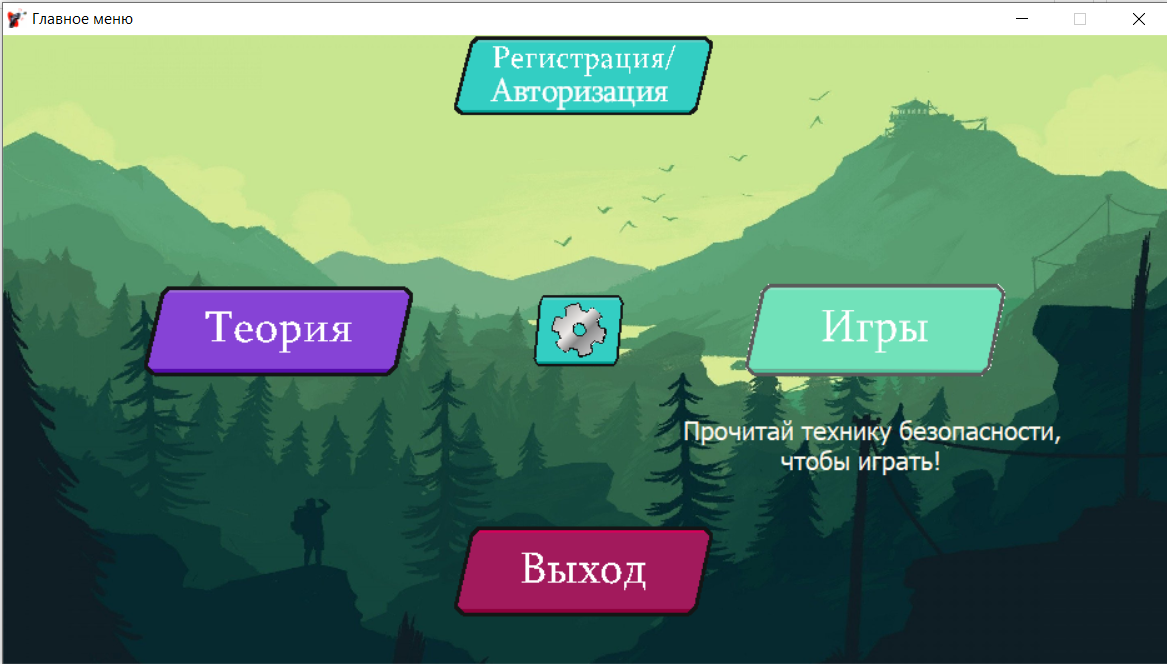 Главное меню
Регистрация/
Авторизация
Теория
Игры
Прочитай технику безопасности,
чтобы играть!
Выход